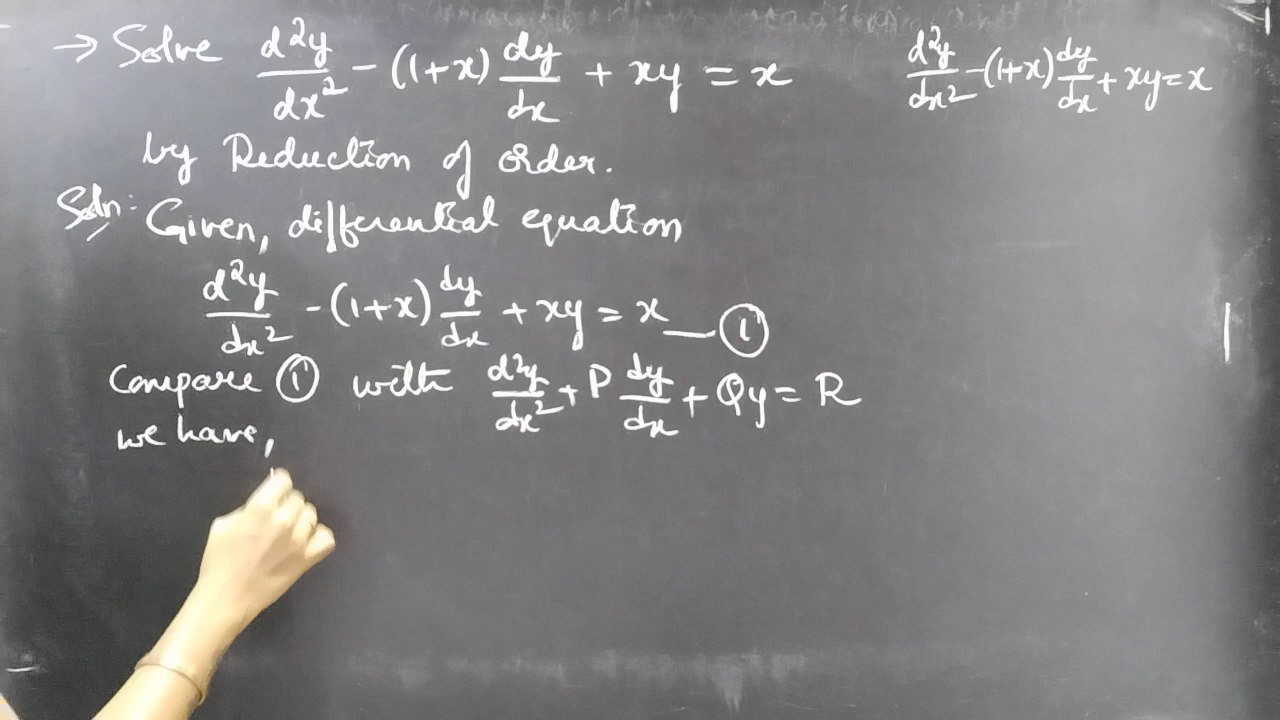 → Solve d²y/dx² - (1+x) dy/dx + xy = x
d²y/dx² - (1+x) dy/dx + xy = x
by Reduction of order.
Soln: Given, differential equation
d²y/dx² - (1+x) dy/dx + xy = x — ①
Compare ① with d²y/dx² + P dy/dx + Qy = R
we have,